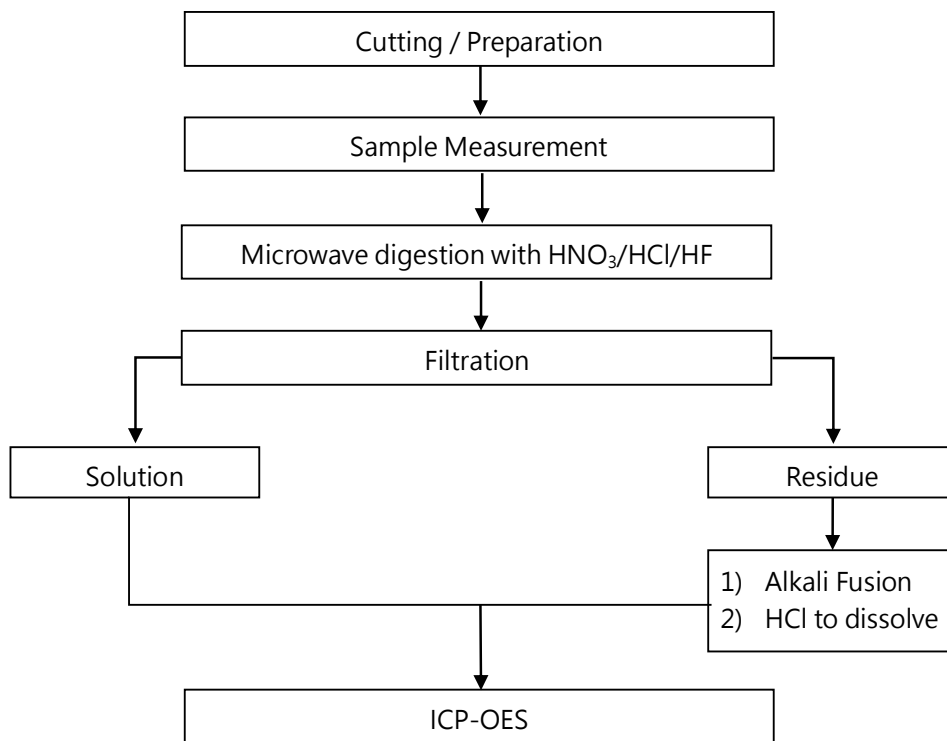 Cutting / Preparation
Sample Measurement
Microwave digestion with HNO₃/HCl/HF
Filtration
Solution
Residue
1) Alkali Fusion
2) HCl to dissolve
ICP-OES